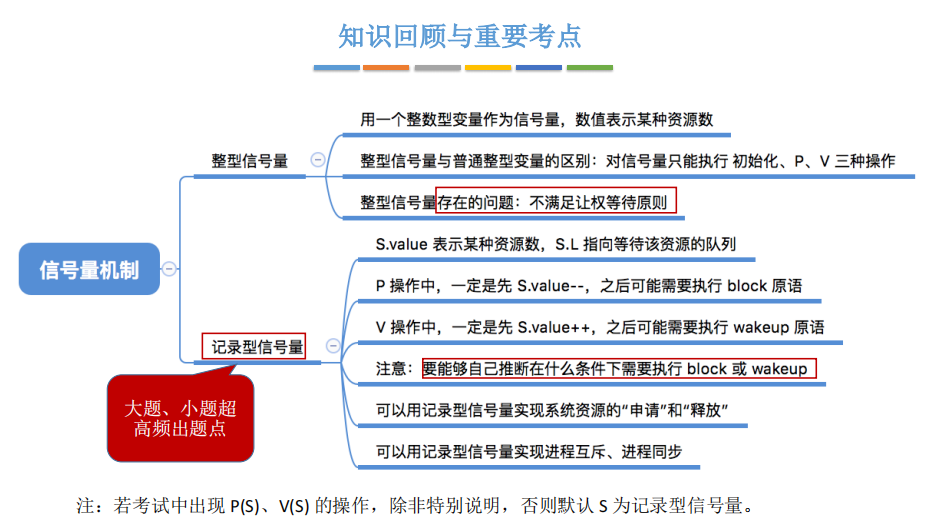 知识回顾与重要考点
用一个整数型变量作为信号量，数值表示某种资源数
整型信号量
整型信号量与普通整型变量的区别：对信号量只能执行 初始化、P、V 三种操作
整型信号量存在的问题：不满足让权等待原则
信号量机制
S.value 表示某种资源数，S.L 指向等待该资源的队列
P 操作中，一定是先 S.value--，之后可能需要执行 block 原语
V 操作中，一定是先 S.value++，之后可能需要执行 wakeup 原语
记录型信号量
注意：要能够自己推断在什么条件下需要执行 block 或 wakeup
可以用记录型信号量实现系统资源的“申请”和“释放”
可以用记录型信号量实现进程互斥、进程同步
大题、小题超
高频出题点
注：若考试中出现 P(S)、V(S) 的操作，除非特别说明，否则默认 S 为记录型信号量。